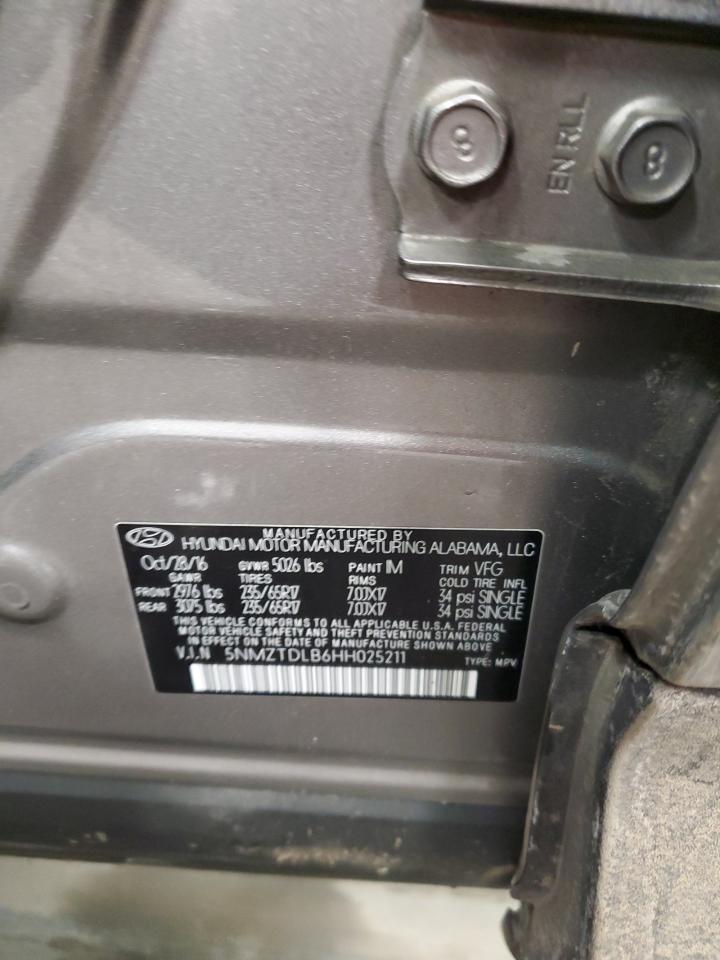 8
EN RLL
8
MANUFACTURED BY
HYUNDAI MOTOR MANUFACTURING ALABAMA, LLC
Oct/28/16 GVWR 5026 lbs PAINT IM TRIM VFG
GAWR TIRES RIMS COLD TIRE INFL
FRONT 2976 lbs 235/65R17 7.0JX17 34 psi SINGLE
REAR 3075 lbs 235/65R17 7.0JX17 34 psi SINGLE
THIS VEHICLE CONFORMS TO ALL APPLICABLE U.S.A. FEDERAL
MOTOR VEHICLE SAFETY AND THEFT PREVENTION STANDARDS
IN EFFECT ON THE DATE OF MANUFACTURE SHOWN ABOVE
V.I.N 5NMZTDLB6HH025211 TYPE: MPV